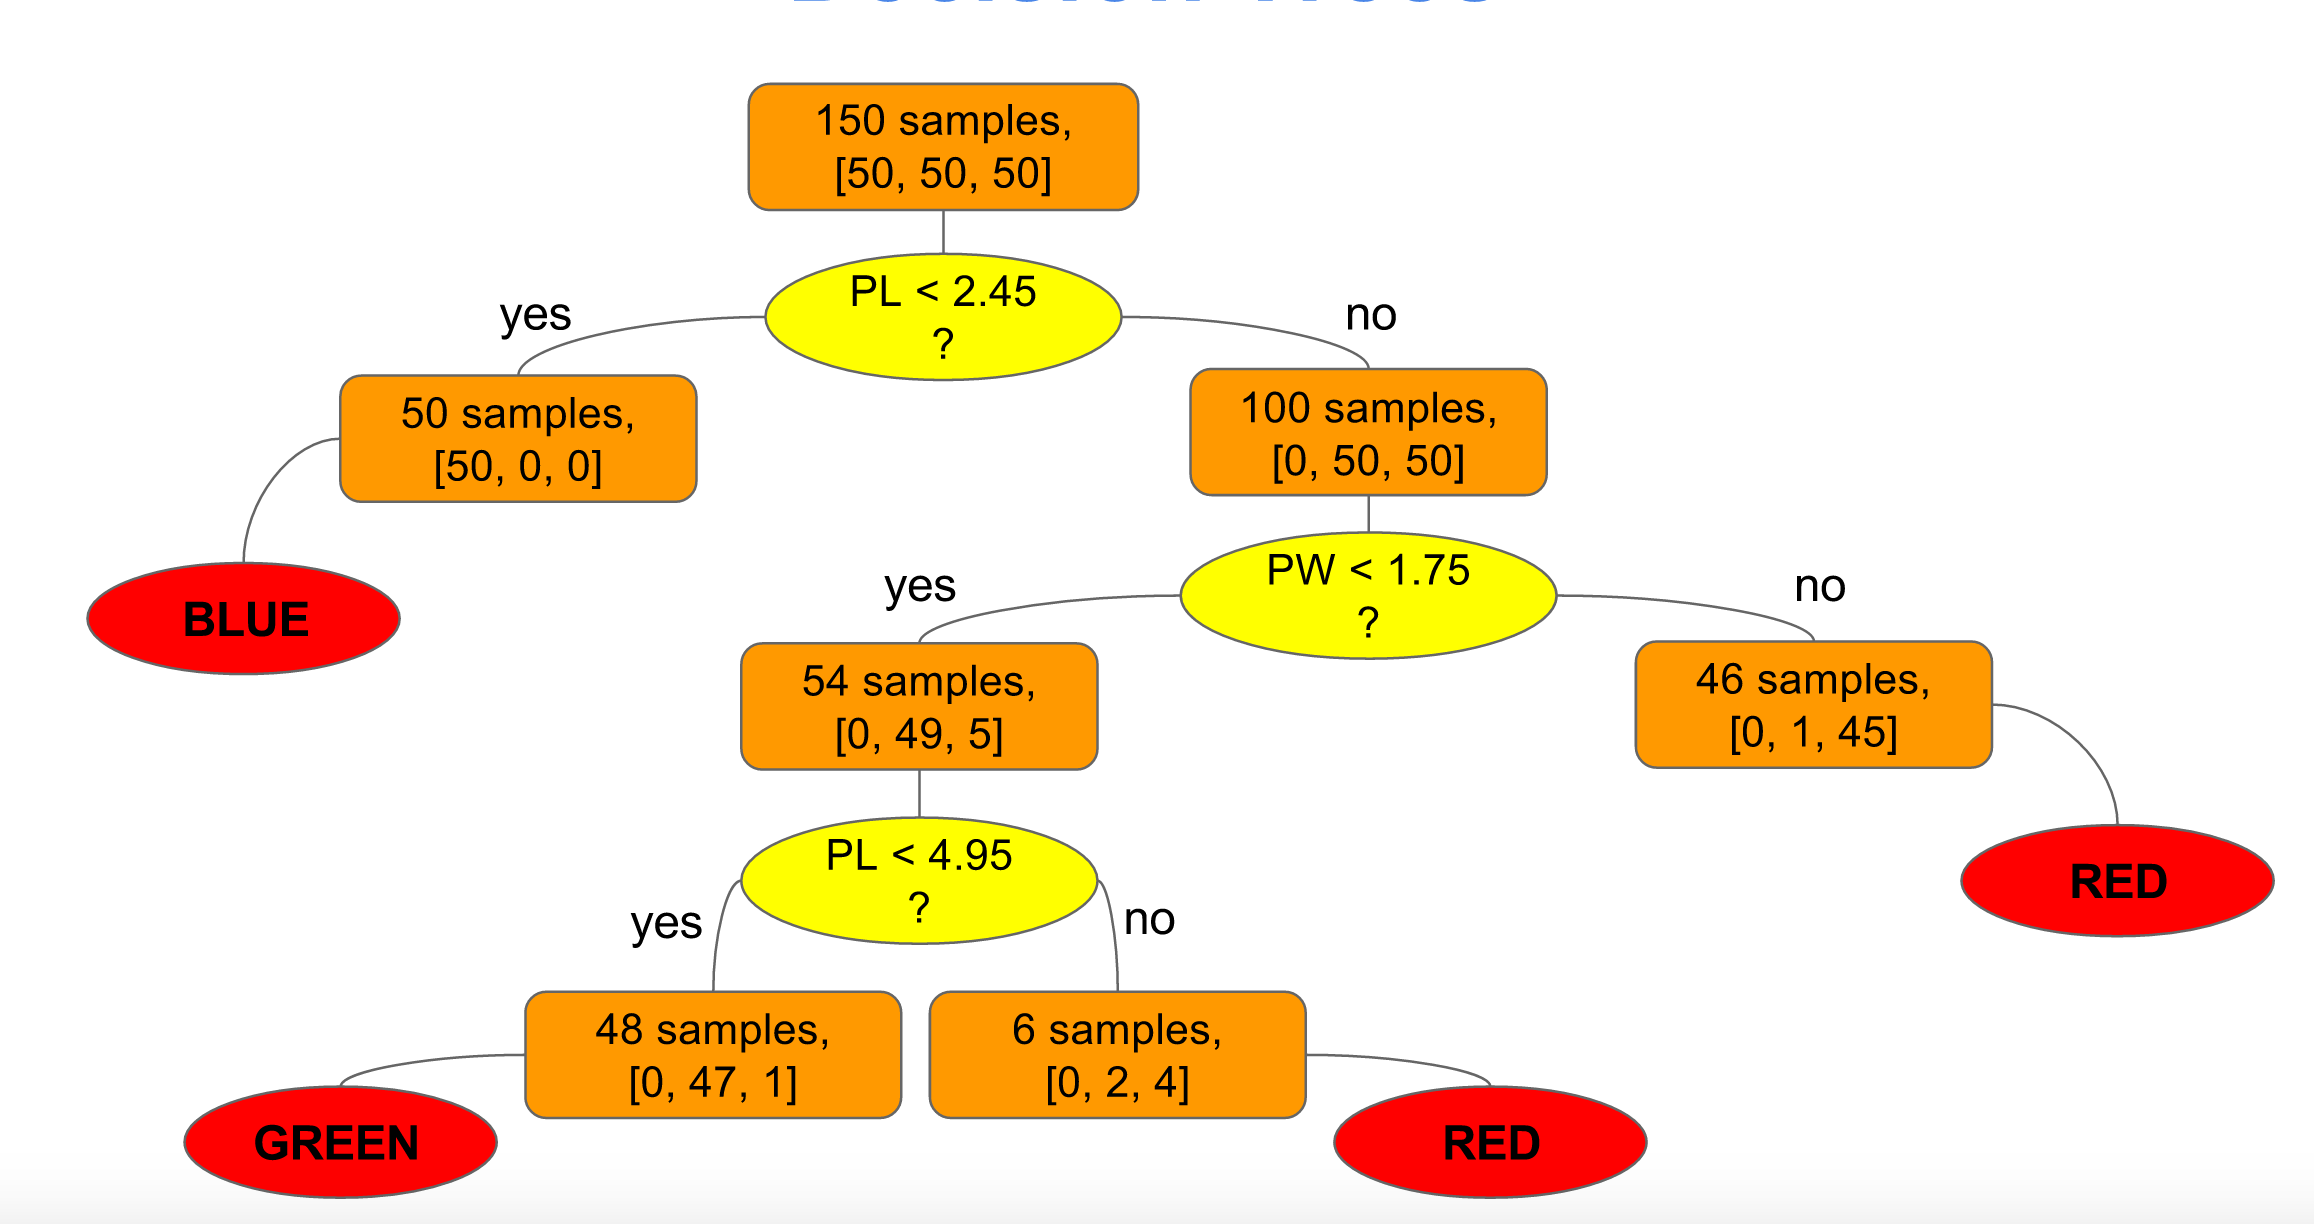 150 samples,
[50, 50, 50]
PL < 2.45
?
yes
no
50 samples,
[50, 0, 0]
100 samples,
[0, 50, 50]
BLUE
PW < 1.75
?
yes
no
54 samples,
[0, 49, 5]
46 samples,
[0, 1, 45]
PL < 4.95
?
RED
yes
no
48 samples,
[0, 47, 1]
6 samples,
[0, 2, 4]
GREEN
RED